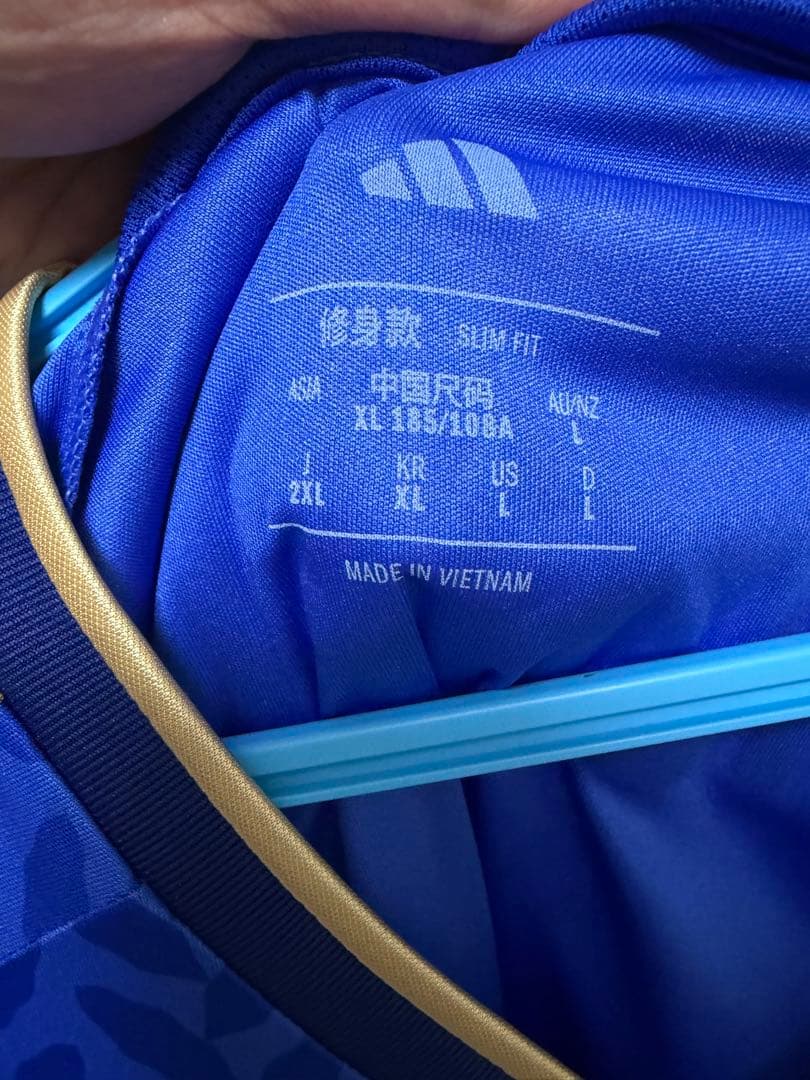 修身款 SLIM FIT
ASIA 中国尺码 AU/NZ
XL 185/108A L
J KR US D
2XL XL L L
MADE IN VIETNAM